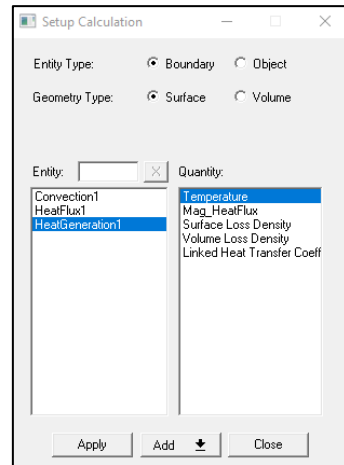 Setup Calculation
Entity Type: Boundary Object
Geometry Type: Surface Volume
Entity: X Quantity:
Convection1
HeatFlux1
HeatGeneration1
Temperature
Mag_HeatFlux
Surface Loss Density
Volume Loss Density
Linked Heat Transfer Coeff
Apply Add Close